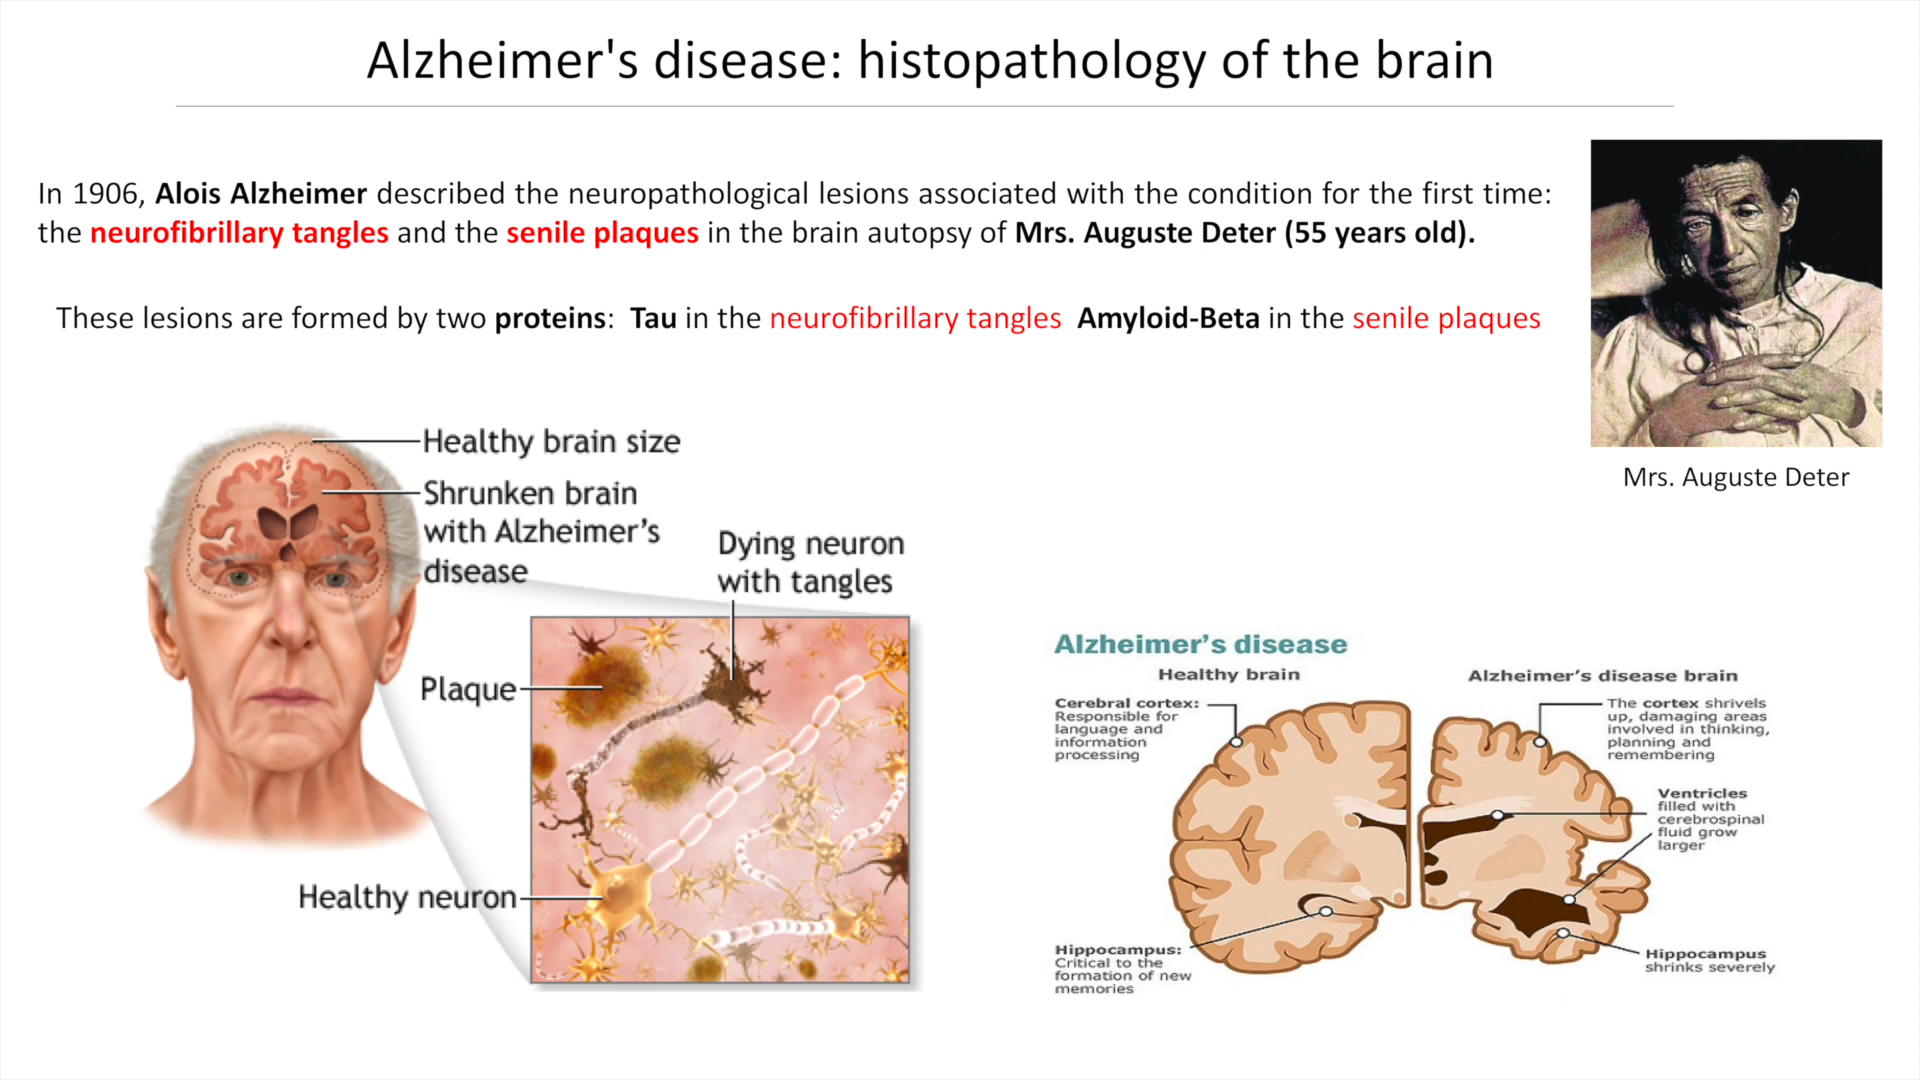 Alzheimer's disease: histopathology of the brain
In 1906, Alois Alzheimer described the neuropathological lesions associated with the condition for the first time:
the neurofibrillary tangles and the senile plaques in the brain autopsy of Mrs. Auguste Deter (55 years old).
These lesions are formed by two proteins: Tau in the neurofibrillary tangles Amyloid-Beta in the senile plaques
Mrs. Auguste Deter
Healthy brain size
Shrunken brain
with Alzheimer's
disease
Dying neuron
with tangles
Plaque
Healthy neuron
Alzheimer's disease
Healthy brain
Cerebral cortex:
Responsible for
language and
information
processing
Hippocampus:
Critical to the
formation of new
memories
Alzheimer's disease brain
The cortex shrivels
up, damaging areas
involved in thinking,
planning and
remembering
Ventricles
filled with
cerebrospinal
fluid grow
larger
Hippocampus
shrinks severely